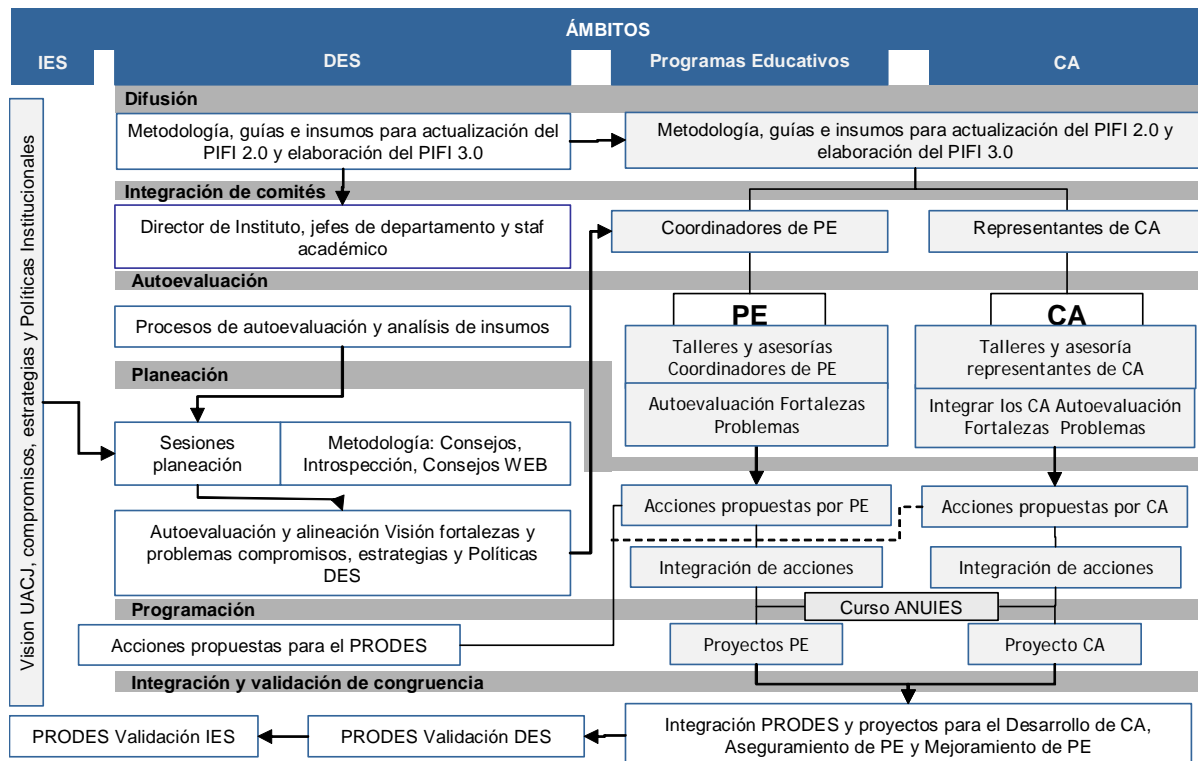 ÁMBITOS
IES
DES
Programas Educativos
CA
Vision UACJ, compromisos, estrategias y Políticas Institucionales
Difusión
Metodología, guías e insumos para actualización del
PIFI 2.0 y elaboración del PIFI 3.0
Metodología, guías e insumos para actualización del PIFI 2.0 y
elaboración del PIFI 3.0
Integración de comités
Director de Instituto, jefes de departamento y staf
académico
Coordinadores de PE
Representantes de CA
Autoevaluación
Procesos de autoevaluación y análisis de insumos
PE
Talleres y asesorías
Coordinadores de PE
CA
Talleres y asesoría
representantes de CA
Planeación
Autoevaluación Fortalezas
Problemas
Integrar los CA Autoevaluación
Fortalezas Problemas
Sesiones
planeación
Metodología: Consejos,
Introspección, Consejos WEB
Acciones propuestas por PE
Acciones propuestas por CA
Autoevaluación y alineación Visión fortalezas y
problemas compromisos, estrategias y Políticas
DES
Integración de acciones
Integración de acciones
Programación
Curso ANUIES
Acciones propuestas para el PRODES
Proyectos PE
Proyecto CA
Integración y validación de congruencia
PRODES Validación IES
PRODES Validación DES
Integración PRODES y proyectos para el Desarrollo de CA,
Aseguramiento de PE y Mejoramiento de PE